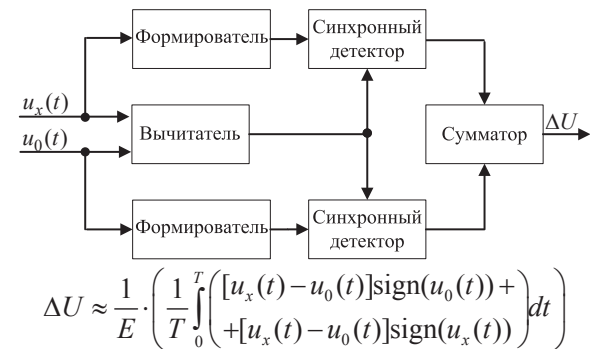 Формирователь
Синхронный
детектор
u_x(t)
u_0(t)
Вычитатель
Сумматор
ΔU
Формирователь
Синхронный
детектор
ΔU ≈ 1/E · ( 1/T ∫_0^T ( [u_x(t) − u_0(t)]sign(u_0(t)) +
+[u_x(t) − u_0(t)]sign(u_x(t)) ) dt )